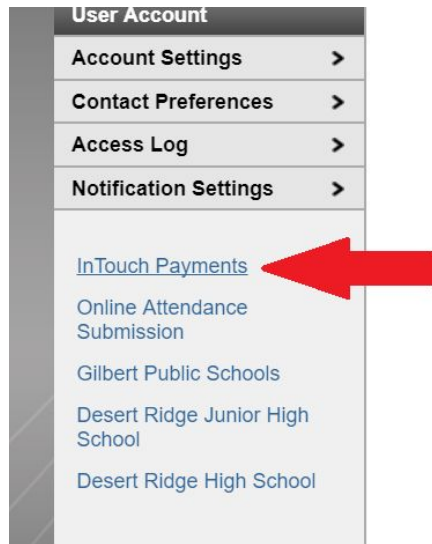 User Account
Account Settings >
Contact Preferences >
Access Log >
Notification Settings >
InTouch Payments
Online Attendance
Submission
Gilbert Public Schools
Desert Ridge Junior High
School
Desert Ridge High School